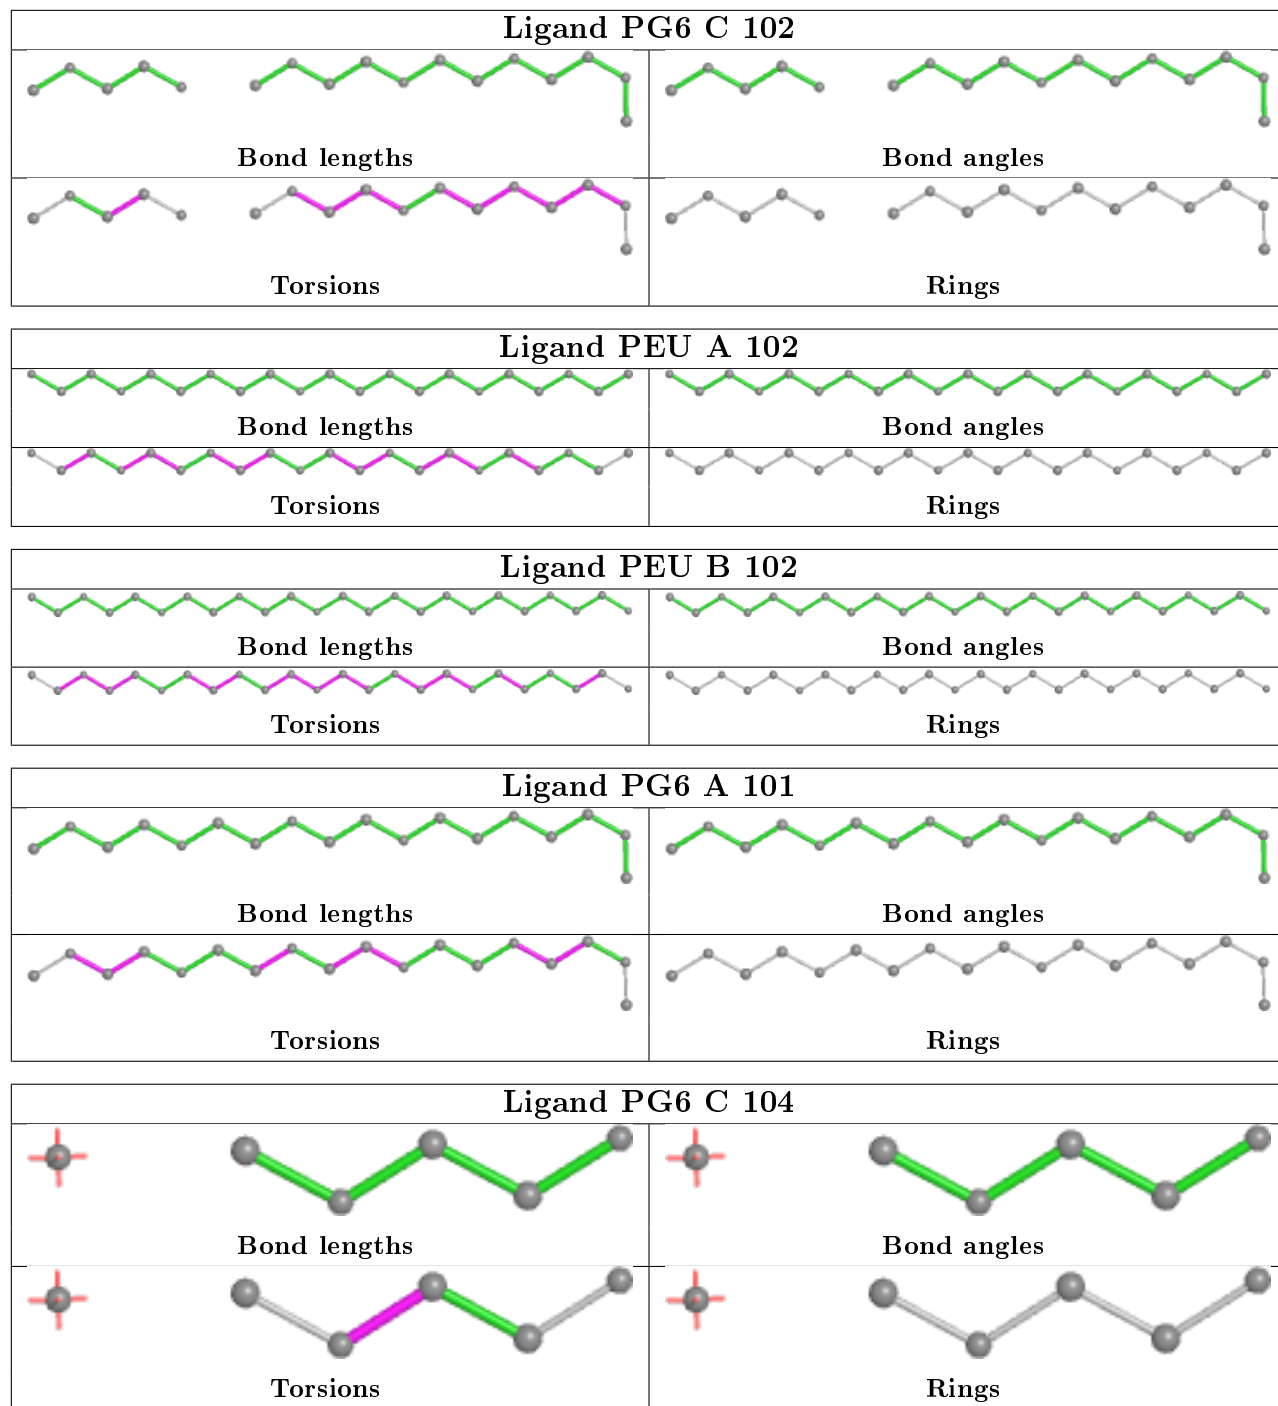 Ligand PG6 C 102
Bond lengths
Bond angles
Torsions
Rings
Ligand PEU A 102
Bond lengths
Bond angles
Torsions
Rings
Ligand PEU B 102
Bond lengths
Bond angles
Torsions
Rings
Ligand PG6 A 101
Bond lengths
Bond angles
Torsions
Rings
Ligand PG6 C 104
Bond lengths
Bond angles
Torsions
Rings